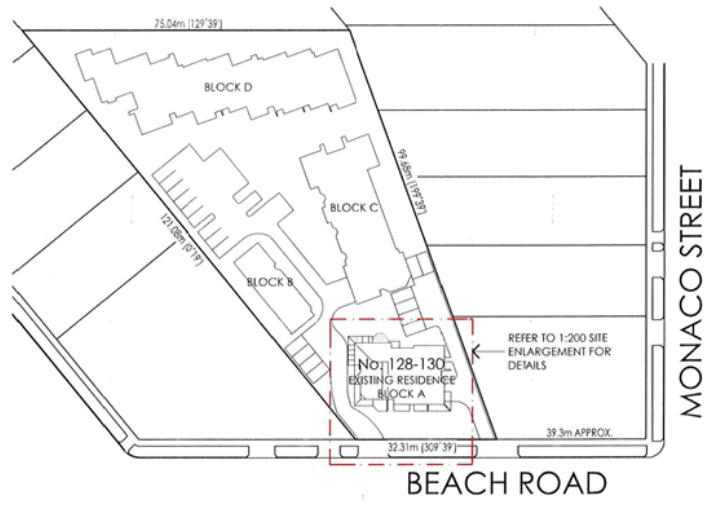 75.04m (129°39')
BLOCK D
99.68m (199°39')
BLOCK C
121.08m (0°19')
BLOCK B
No. 128-130
EXISTING RESIDENCE
BLOCK A
REFER TO 1:200 SITE
ENLARGEMENT FOR
DETAILS
MONACO STREET
39.3m APPROX.
32.31m (309°39')
BEACH ROAD